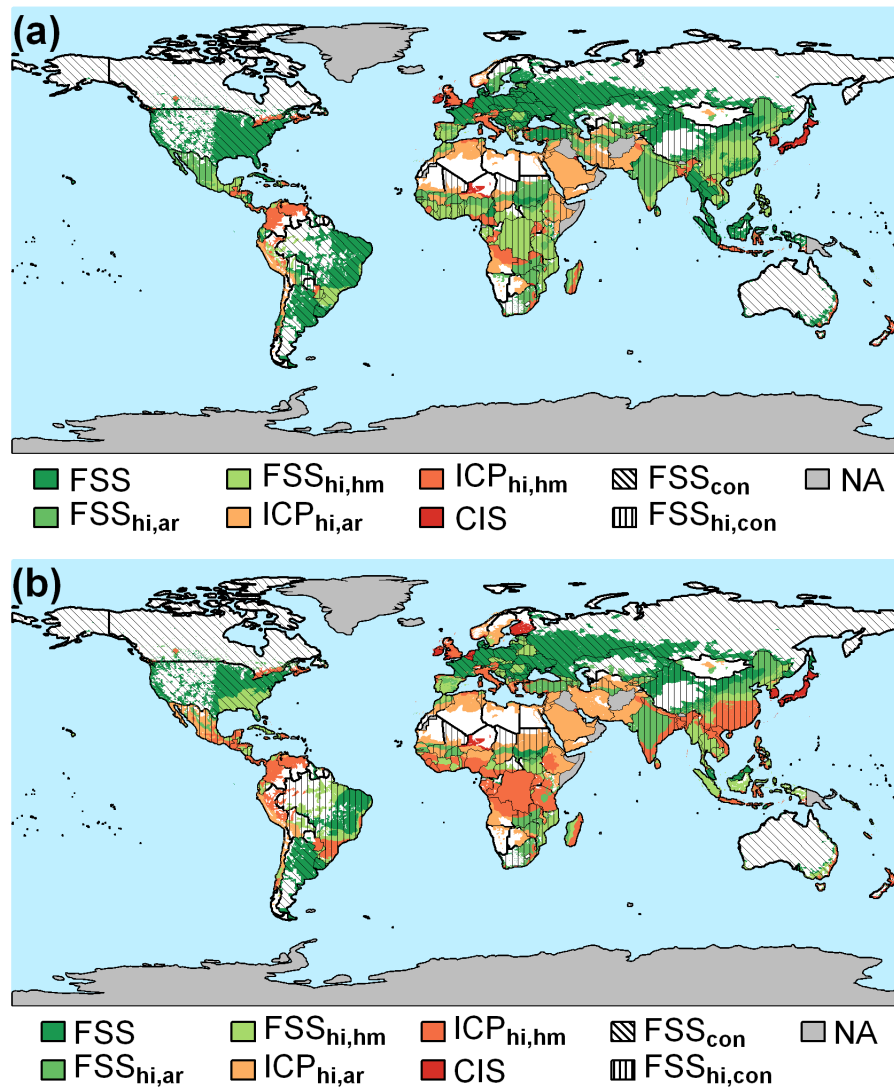 (a)
FSS FSShi,hm ICPhi,hm FSScon NA
FSShi,ar ICPhi,ar CIS FSShi,con
(b)
FSS FSShi,hm ICPhi,hm FSScon NA
FSShi,ar ICPhi,ar CIS FSShi,con